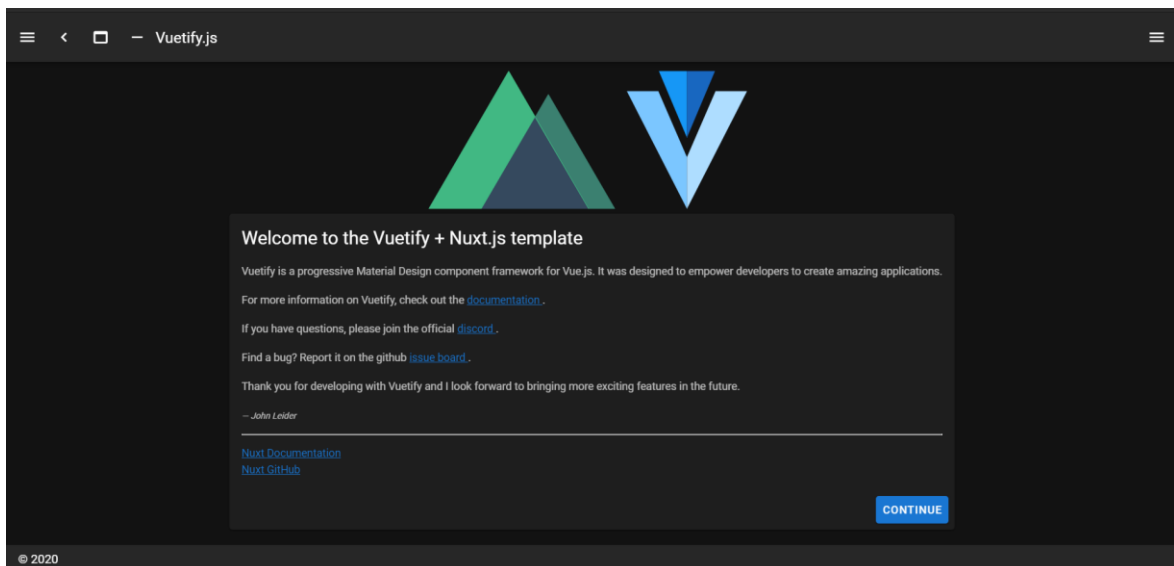 Vuetify.js
Welcome to the Vuetify + Nuxt.js template
Vuetify is a progressive Material Design component framework for Vue.js. It was designed to empower developers to create amazing applications.
For more information on Vuetify, check out the documentation .
If you have questions, please join the official discord .
Find a bug? Report it on the github issue board .
Thank you for developing with Vuetify and I look forward to bringing more exciting features in the future.
— John Leider
Nuxt Documentation
Nuxt GitHub
CONTINUE
© 2020